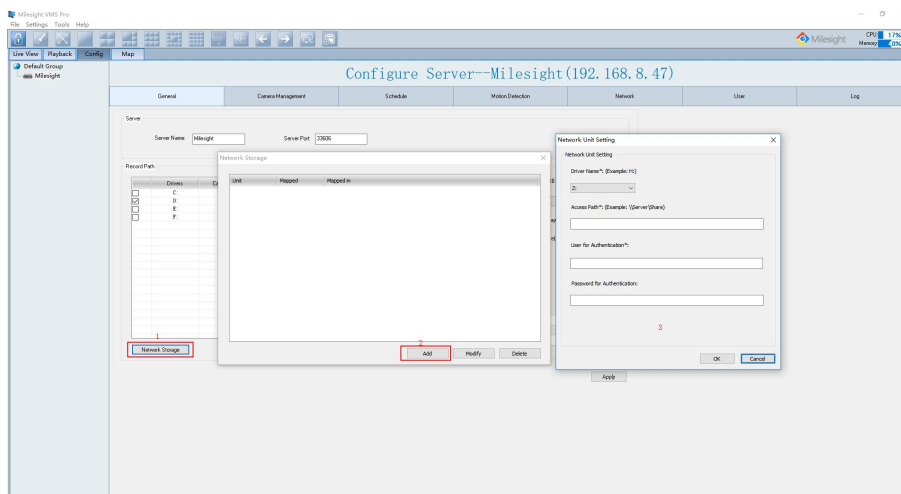 Milesight VMS Pro
File Settings Tools Help
Milesight
CPU: 17%
Memory: 0%
Live View Playback Config Map
Default Group
Milesight
Configure Server--Milesight(192.168.8.47)
General Camera Management Schedule Motion Detection Network User Log
Server
Server Name: Milesight Server Port: 33606
Record Path
Drivers
C:
D:
E:
F:
1
Network Storage
Network Storage
Unit Mapped Mapped in
2
Add Modify Delete
Network Unit Setting
Network Unit Setting
Driver Name*: (Example: H:)
Z:
Access Path*: (Example: \\Server\Share)
User for Authentication*:
Password for Authentication:
3
OK Cancel
Apply